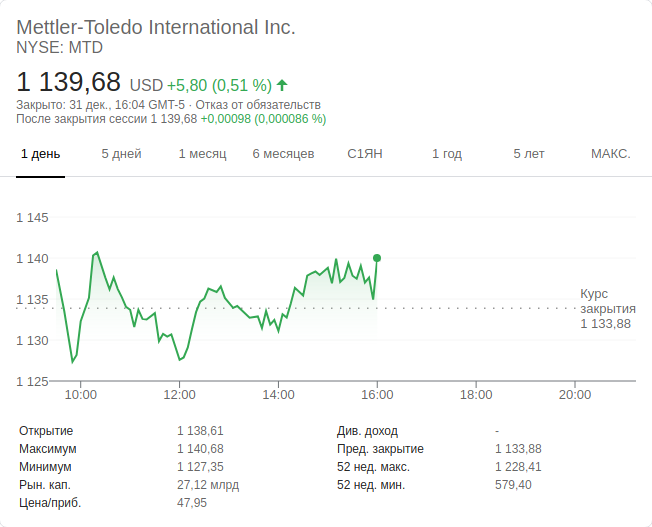 Mettler-Toledo International Inc.
NYSE: MTD
1 139,68 USD +5,80 (0,51 %)
Закрыто: 31 дек., 16:04 GMT-5 · Отказ от обязательств
После закрытия сессии 1 139,68 +0,00098 (0,000086 %)
1 день 5 дней 1 месяц 6 месяцев С1ЯН 1 год 5 лет МАКС.
1 145
1 140
1 135
1 130
1 125
Курс
закрытия
1 133,88
10:00 12:00 14:00 16:00 18:00 20:00
Открытие 1 138,61 Див. доход -
Максимум 1 140,68 Пред. закрытие 1 133,88
Минимум 1 127,35 52 нед. макс. 1 228,41
Рын. кап. 27,12 млрд 52 нед. мин. 579,40
Цена/приб. 47,95